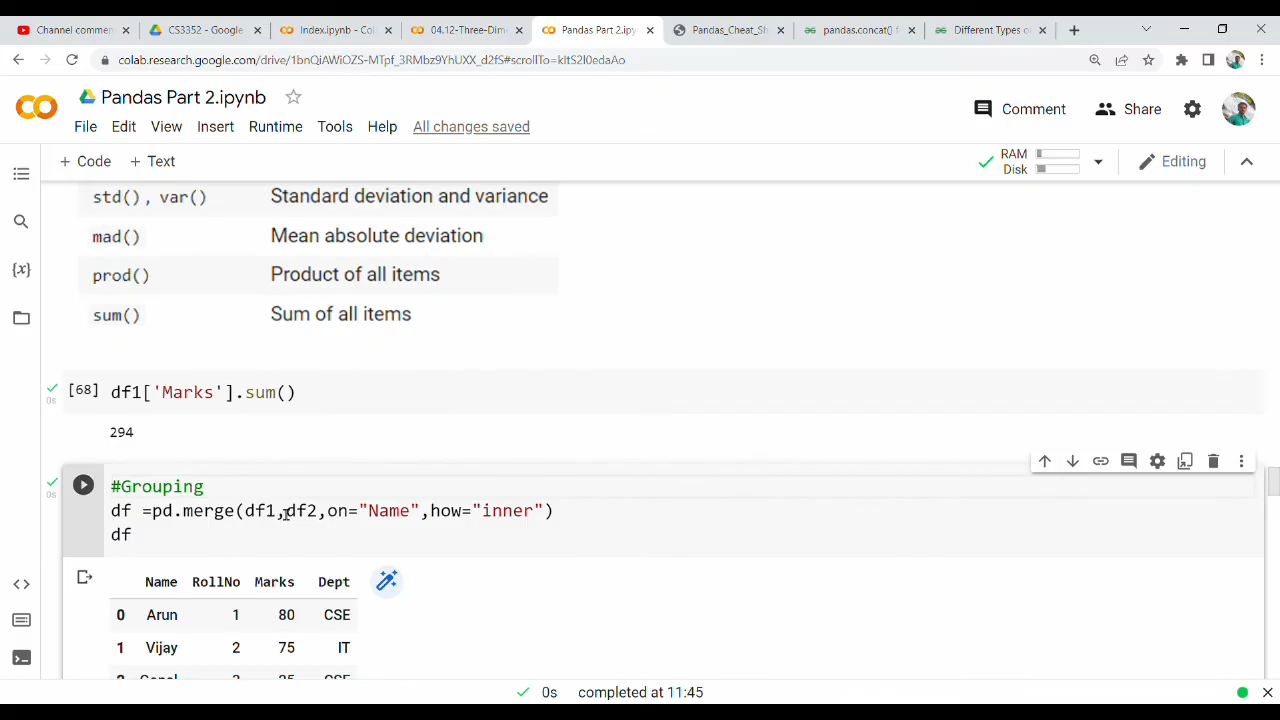 Channel commen
CS3352 - Google
Index.ipynb - Col
04.12-Three-Dim
Pandas Part 2.ipy
Pandas_Cheat_Sh
pandas.concat() f
Different Types o
colab.research.google.com/drive/1bnQiAWiOZS-MTpf_3RMbz9YhUXX_d2fS#scrollTo=kItS2l0edaAo
Pandas Part 2.ipynb
Comment
Share
File Edit View Insert Runtime Tools Help All changes saved
+ Code + Text
RAM
Disk
Editing
std(), var() Standard deviation and variance
mad() Mean absolute deviation
prod() Product of all items
sum() Sum of all items
[68] df1['Marks'].sum()
0s
294
#Grouping
0s
df =pd.merge(df1,df2,on="Name",how="inner")
df
Name RollNo Marks Dept
0 Arun 1 80 CSE
1 Vijay 2 75 IT
0s completed at 11:45